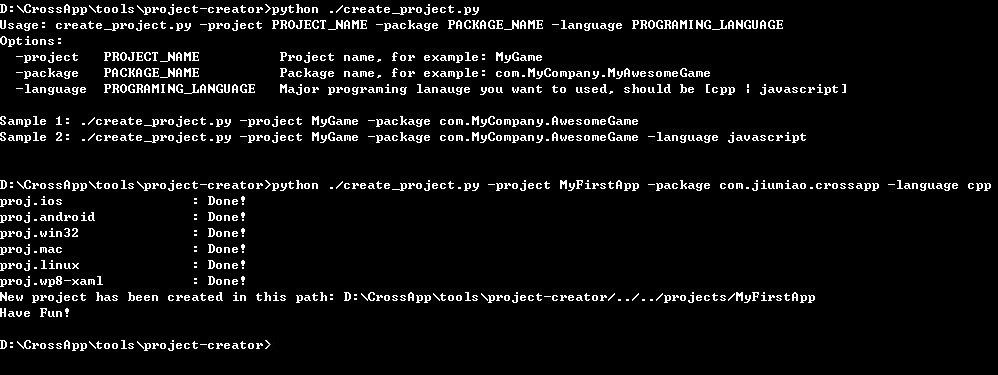 D:\CrossApp\tools\project-creator>python ./create_project.py
Usage: create_project.py -project PROJECT_NAME -package PACKAGE_NAME -language PROGRAMING_LANGUAGE
Options:
  -project   PROJECT_NAME          Project name, for example: MyGame
  -package   PACKAGE_NAME          Package name, for example: com.MyCompany.MyAwesomeGame
  -language  PROGRAMING_LANGUAGE   Major programing lanauge you want to used, should be [cpp | javascript]
Sample 1: ./create_project.py -project MyGame -package com.MyCompany.AwesomeGame
Sample 2: ./create_project.py -project MyGame -package com.MyCompany.AwesomeGame -language javascript
D:\CrossApp\tools\project-creator>python ./create_project.py -project MyFirstApp -package com.jiumiao.crossapp -language cpp
proj.ios                : Done!
proj.android            : Done!
proj.win32              : Done!
proj.mac                : Done!
proj.linux              : Done!
proj.wp8-xaml           : Done!
New project has been created in this path: D:\CrossApp\tools\project-creator/../../projects/MyFirstApp
Have Fun!
D:\CrossApp\tools\project-creator>